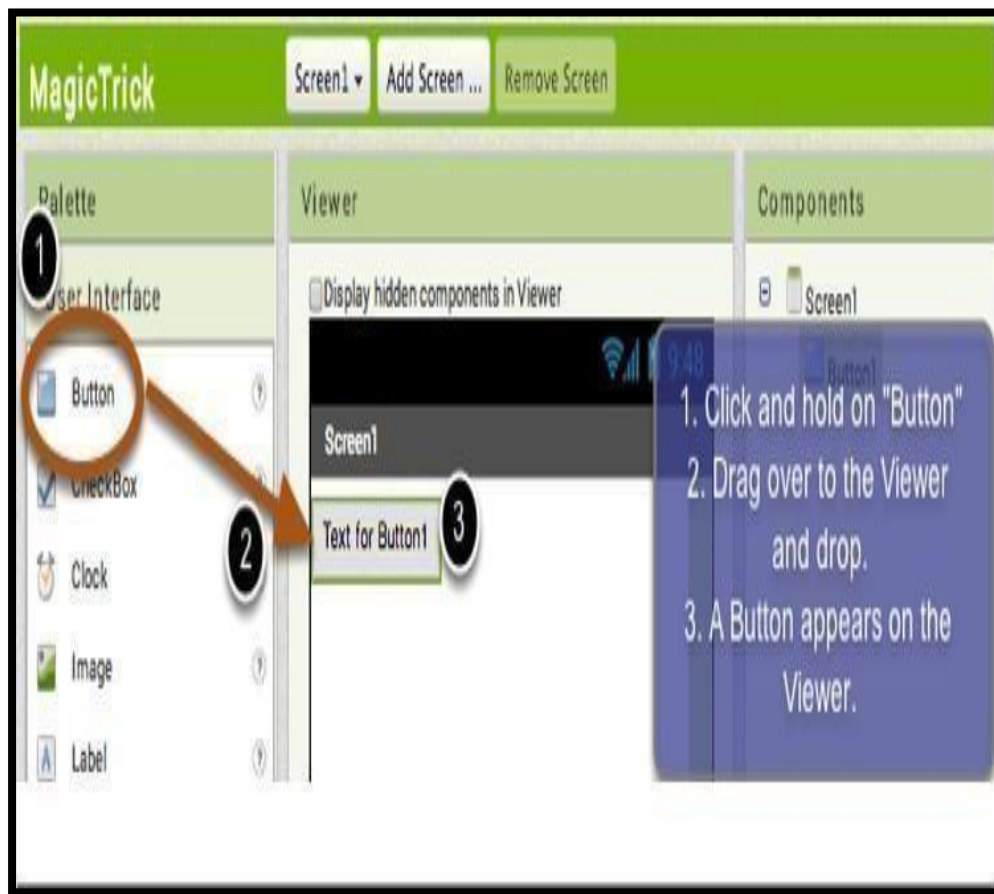 MagicTrick
Screen1 Add Screen ... Remove Screen
Palette
Viewer
Components
1
User Interface
Display hidden components in Viewer
Screen1
9:48
Button1
Button
Screen1
CheckBox
2
Text for Button1
3
Clock
Image
Label
1. Click and hold on "Button"
2. Drag over to the Viewer
and drop.
3. A Button appears on the
Viewer.